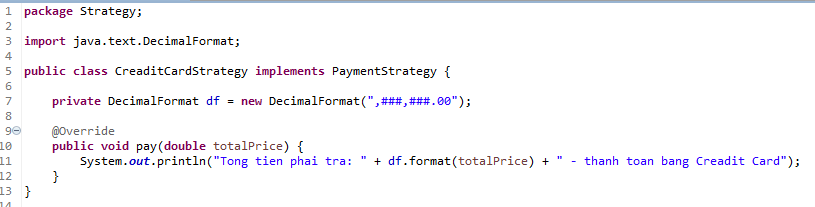 1 package Strategy;
2
3 import java.text.DecimalFormat;
4
5 public class CreaditCardStrategy implements PaymentStrategy {
6
7 private DecimalFormat df = new DecimalFormat(",###,###.00");
8
9 @Override
10 public void pay(double totalPrice) {
11 System.out.println("Tong tien phai tra: " + df.format(totalPrice) + " - thanh toan bang Creadit Card");
12 }
13 }
14